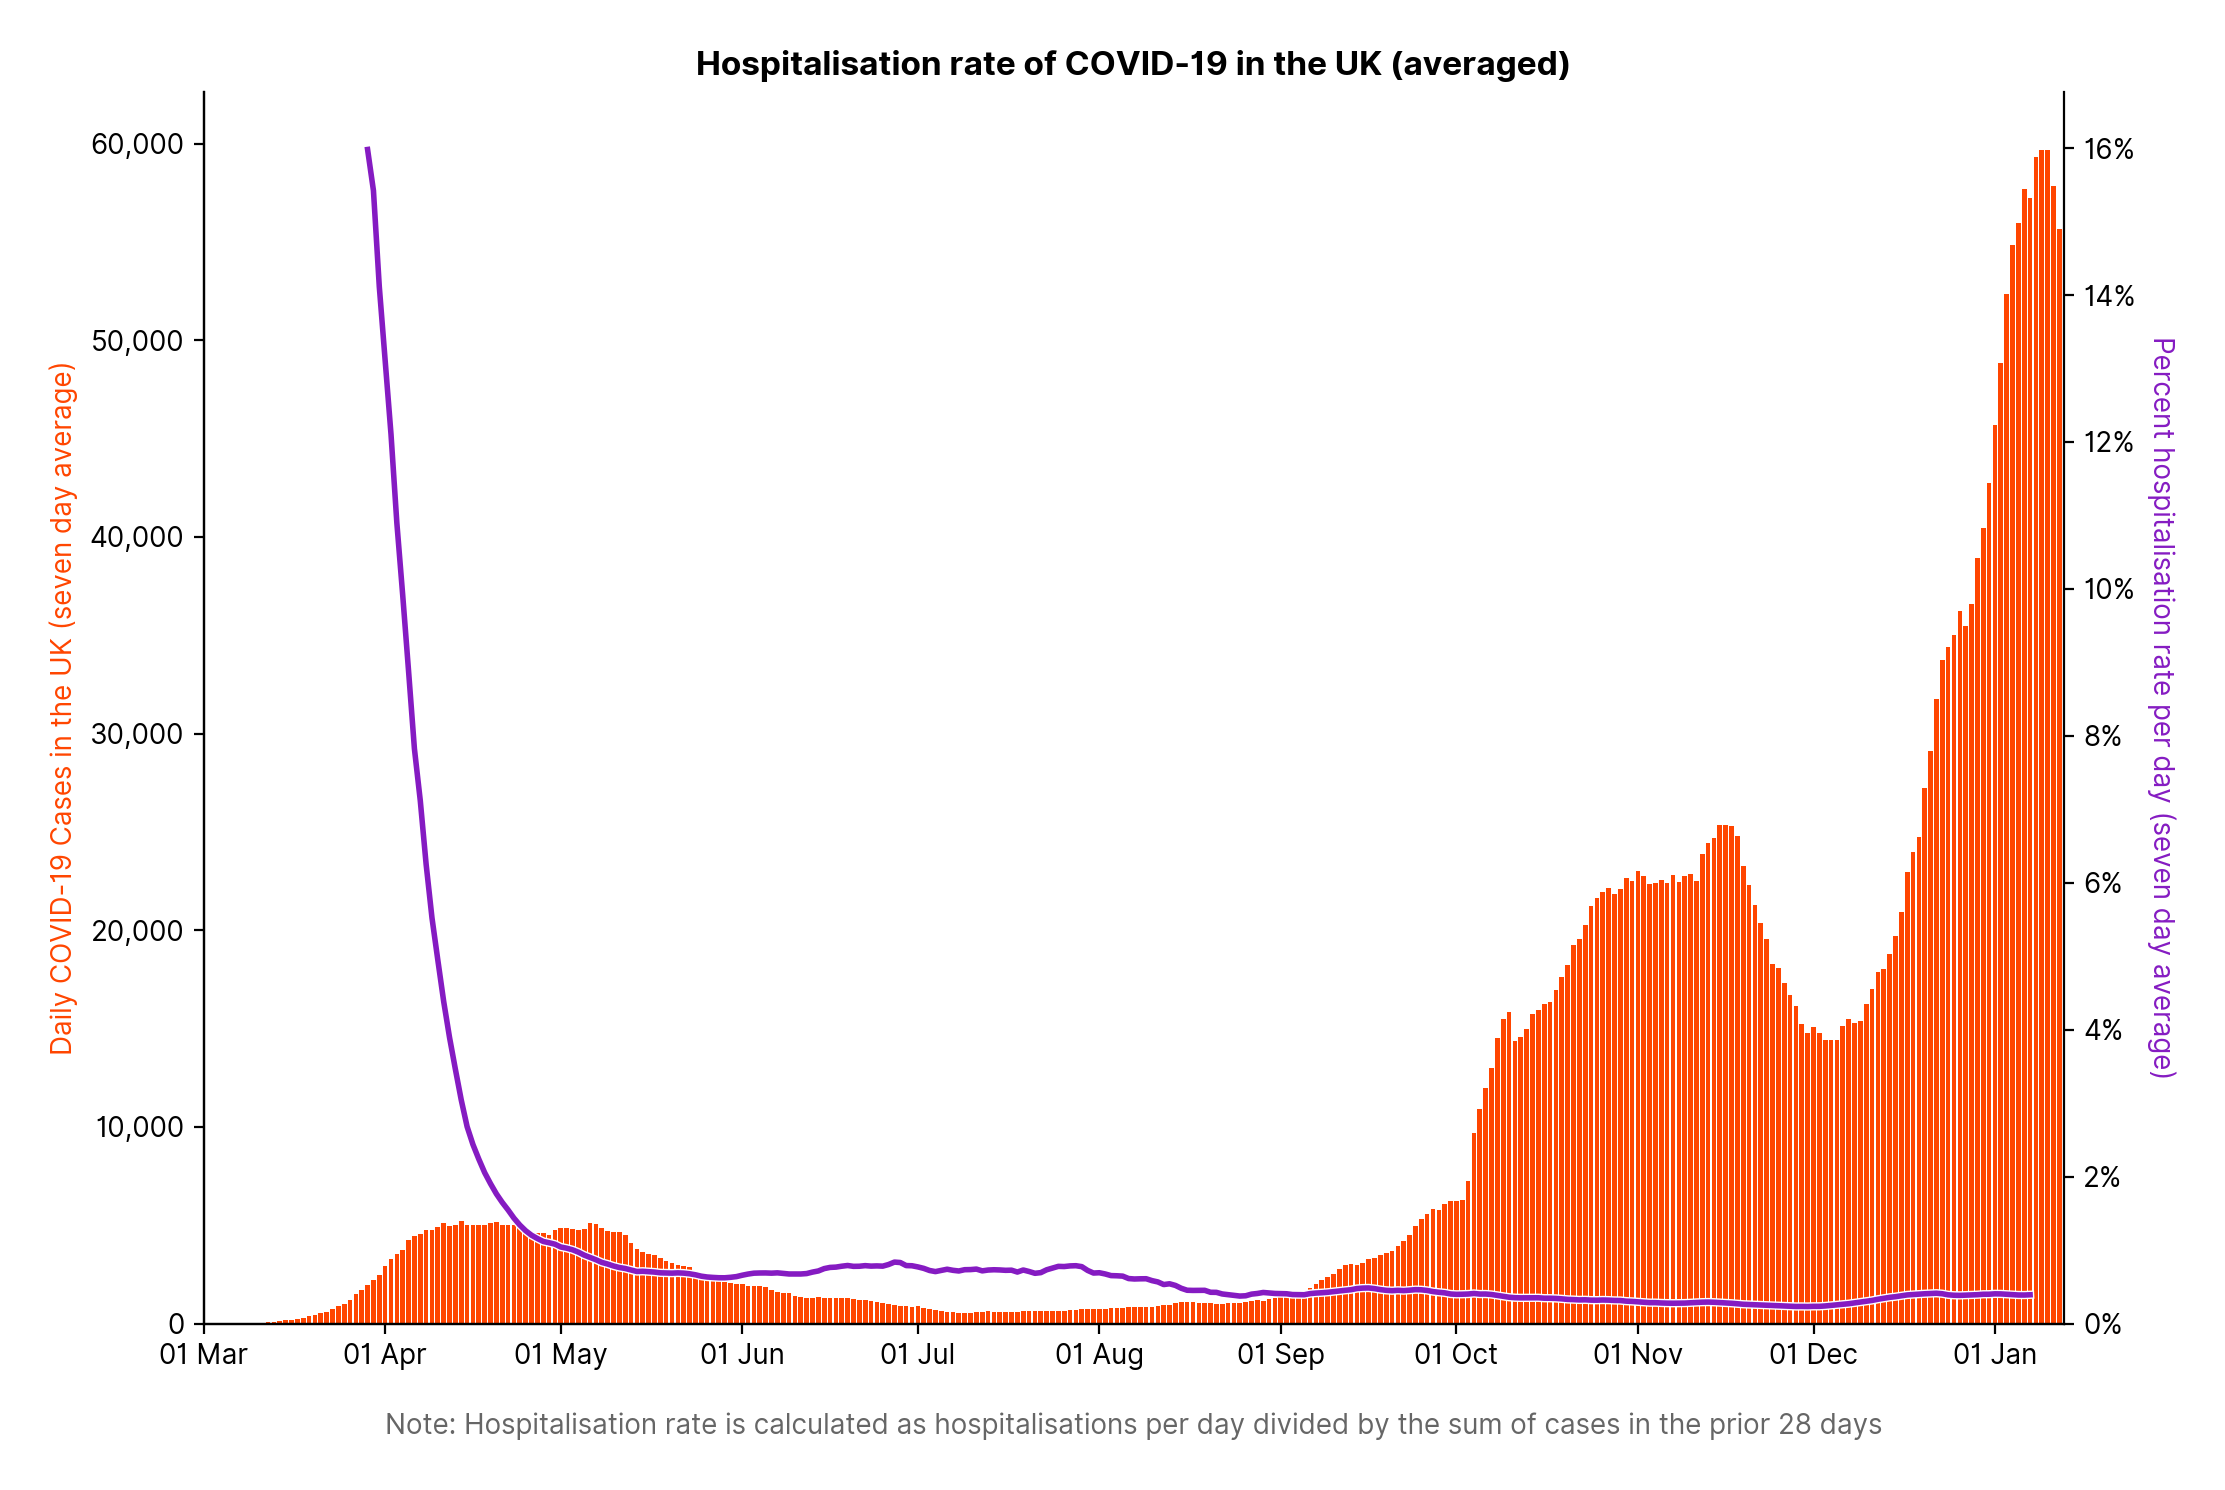 Hospitalisation rate of COVID-19 in the UK (averaged)
Daily COVID-19 Cases in the UK (seven day average)
60,000
50,000
40,000
30,000
20,000
10,000
0
16%
14%
12%
10%
8%
6%
4%
2%
0%
Percent hospitalisation rate per day (seven day average)
01 Mar
01 Apr
01 May
01 Jun
01 Jul
01 Aug
01 Sep
01 Oct
01 Nov
01 Dec
01 Jan
Note: Hospitalisation rate is calculated as hospitalisations per day divided by the sum of cases in the prior 28 days